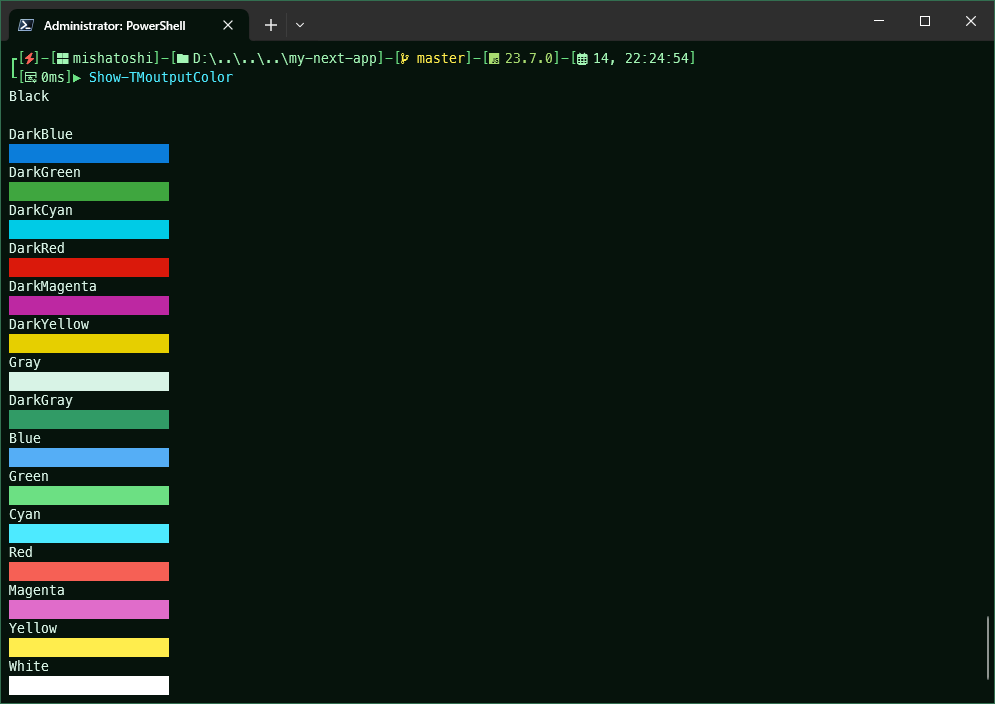 Administrator: PowerShell
┌[⚡]-[mishatoshi]-[D:\..\..\..\my-next-app]-[master]-[23.7.0]-[14, 22:24:54]
└[0ms]▶ Show-TMoutputColor
Black
DarkBlue
DarkGreen
DarkCyan
DarkRed
DarkMagenta
DarkYellow
Gray
DarkGray
Blue
Green
Cyan
Red
Magenta
Yellow
White